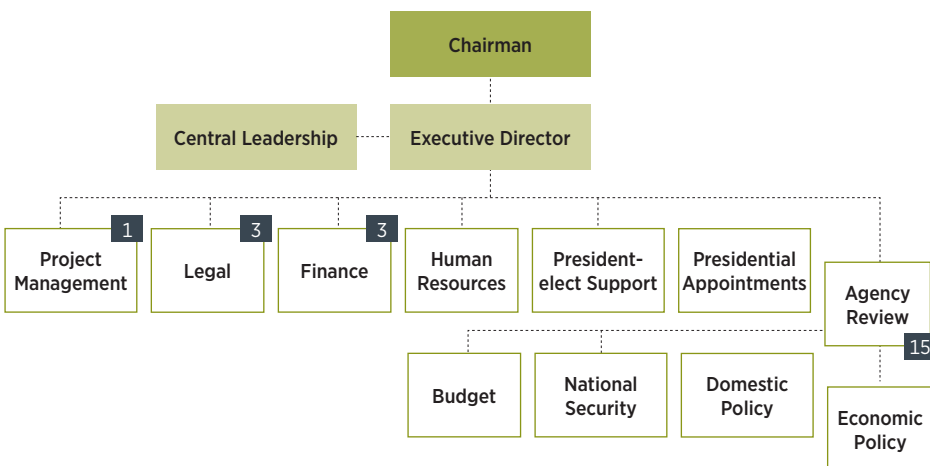 Chairman
Central Leadership
Executive Director
1
3
3
Project
Management
Legal
Finance
Human
Resources
President-
elect Support
Presidential
Appointments
Agency
Review
15
Budget
National
Security
Domestic
Policy
Economic
Policy